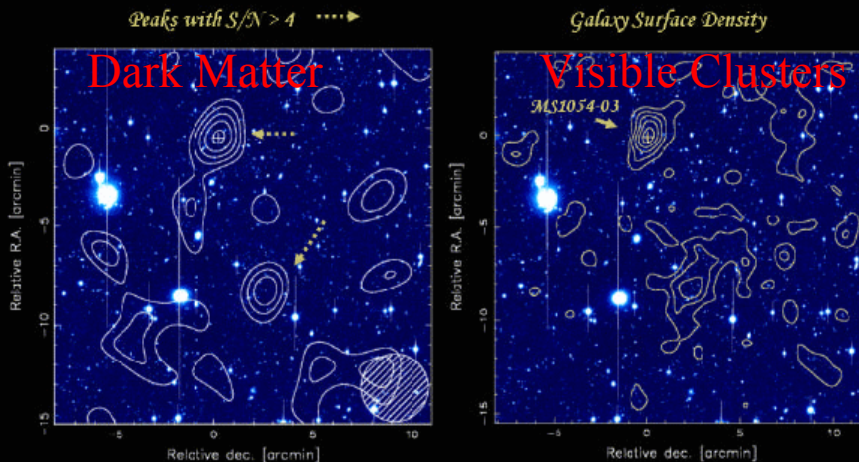 Peaks with S/N > 4
Galaxy Surface Density
Dark Matter
Visible Clusters
MS1054-03
Relative R.A. [arcmin]
0
-5
-10
-15
-5
0
5
10
Relative dec. [arcmin]
Relative R.A. [arcmin]
0
-5
-10
-15
-5
0
5
10
Relative dec. [arcmin]